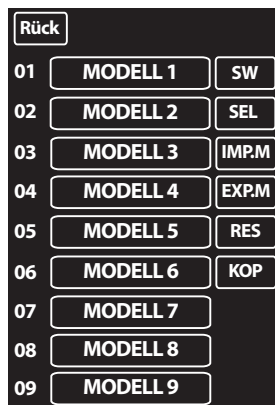 Rück
01 MODELL 1 SW
02 MODELL 2 SEL
03 MODELL 3 IMP.M
04 MODELL 4 EXP.M
05 MODELL 5 RES
06 MODELL 6 KOP
07 MODELL 7
08 MODELL 8
09 MODELL 9